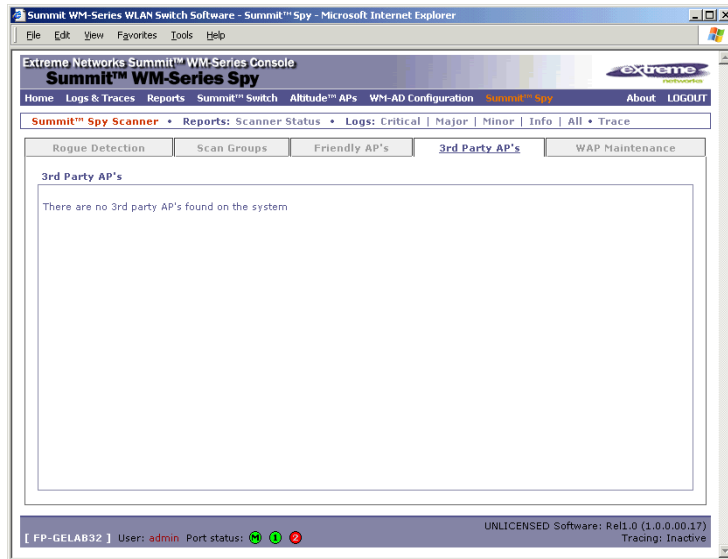 Summit WM-Series WLAN Switch Software - Summit™ Spy - Microsoft Internet Explorer
File Edit View Favorites Tools Help
Extreme Networks Summit™ WM-Series Console
Summit™ WM-Series Spy
extreme
networks
Home Logs & Traces Reports Summit™ Switch Altitude™ APs WM-AD Configuration Summit™ Spy About LOGOUT
Summit™ Spy Scanner • Reports: Scanner Status • Logs: Critical | Major | Minor | Info | All • Trace
Rogue Detection Scan Groups Friendly AP's 3rd Party AP's WAP Maintenance
3rd Party AP's
There are no 3rd party AP's found on the system
UNLICENSED Software: Rel1.0 (1.0.0.00.17)
[ FP-GELAB32 ] User: admin Port status: M 1 2 Tracing: Inactive